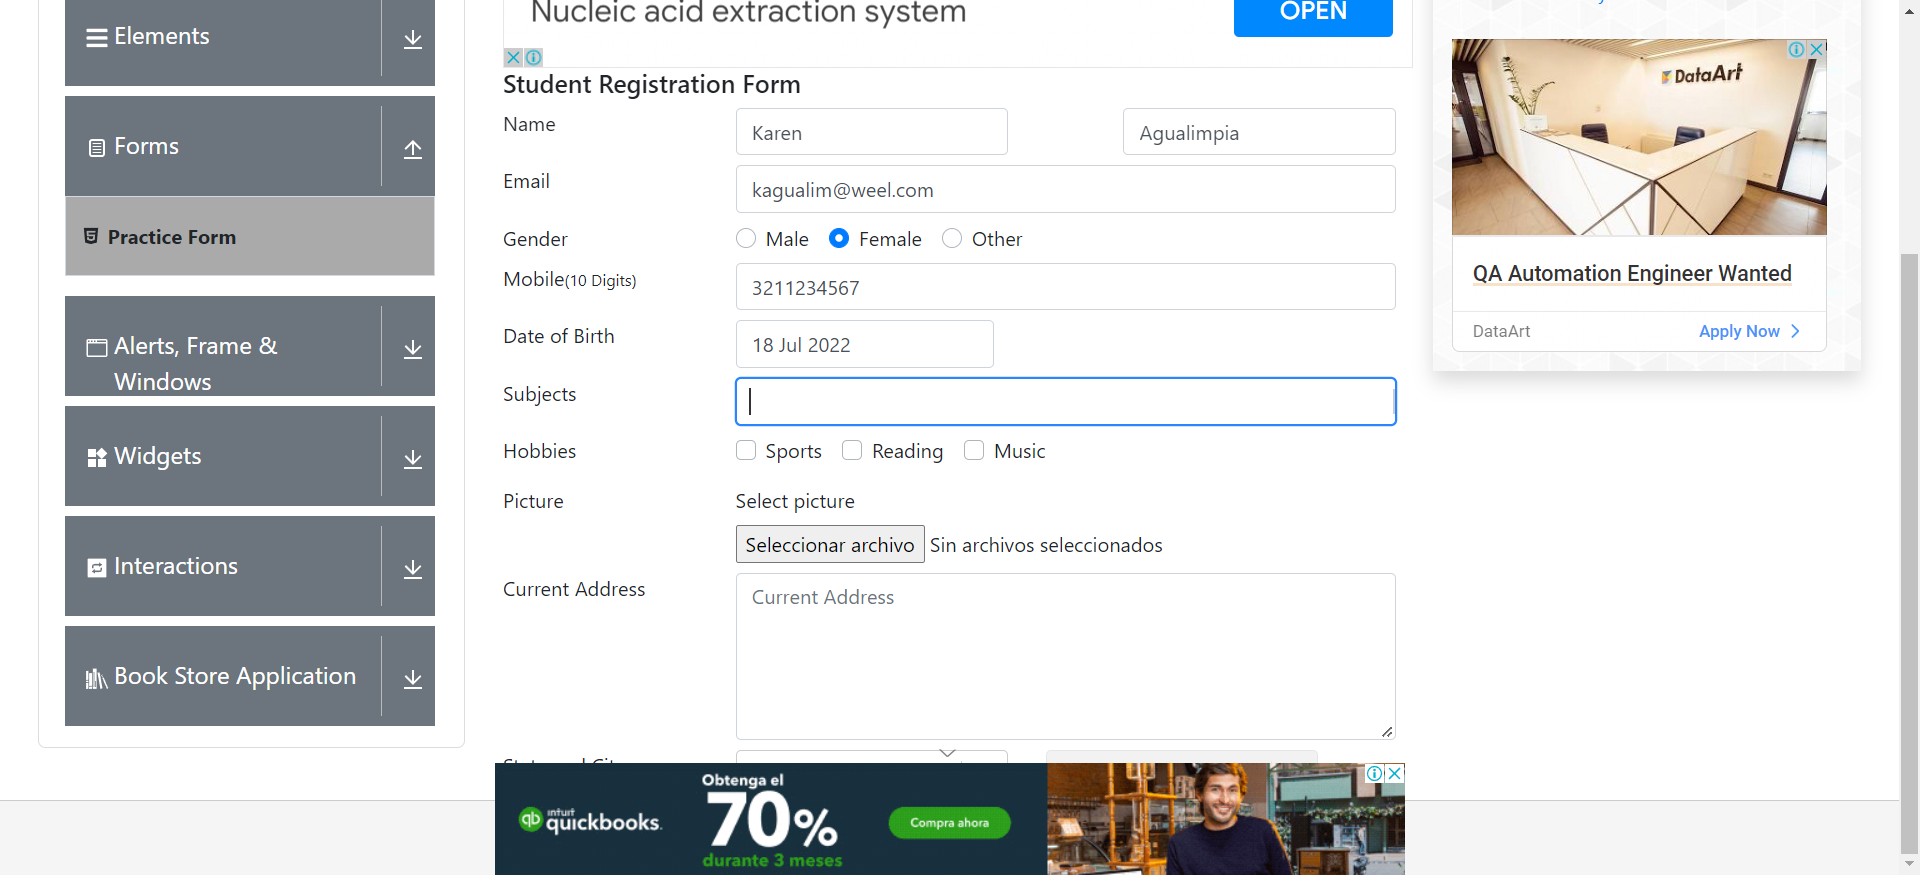 Elements
Forms
Practice Form
Alerts, Frame &
Windows
Widgets
Interactions
Book Store Application
Nucleic acid extraction system
OPEN
Student Registration Form
Name
Karen
Agualimpia
Email
kagualim@weel.com
Gender
Male
Female
Other
Mobile(10 Digits)
3211234567
Date of Birth
18 Jul 2022
Subjects
Hobbies
Sports
Reading
Music
Picture
Select picture
Seleccionar archivo
Sin archivos seleccionados
Current Address
Current Address
Obtenga el
70%
durante 3 meses
intuit
quickbooks.
Compra ahora
DataArt
QA Automation Engineer Wanted
DataArt
Apply Now